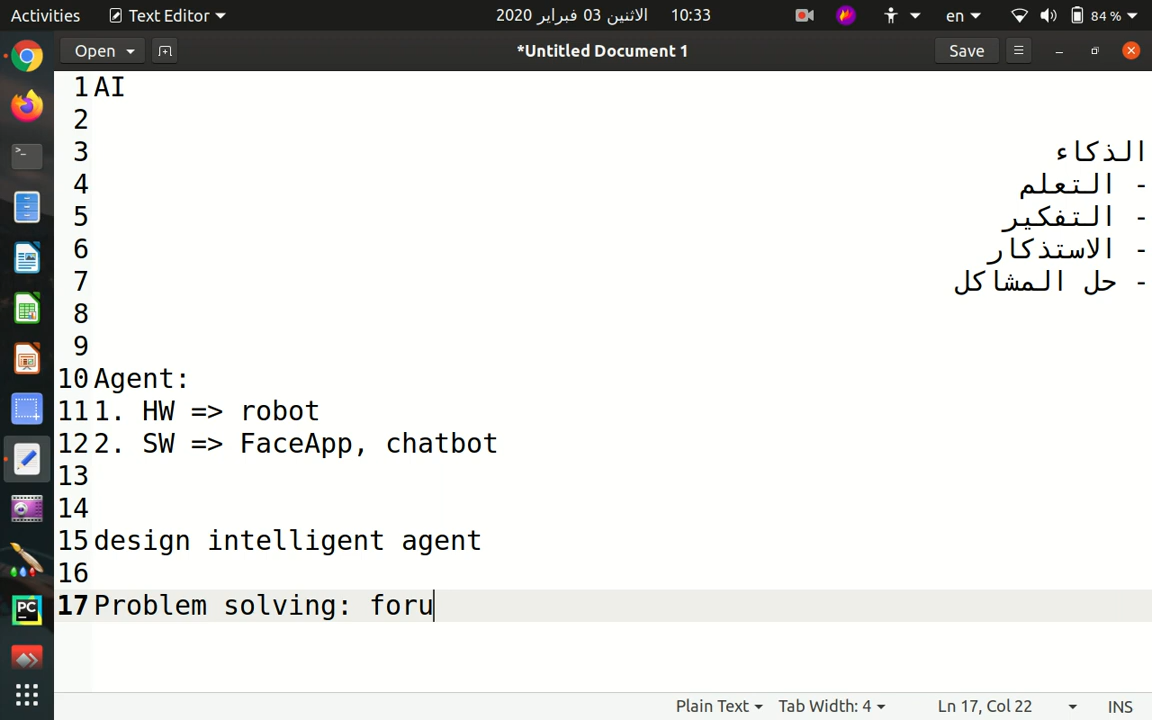 Activities Text Editor الاثنين 03 فبراير 2020 10:33 en 84 %
Open *Untitled Document 1 Save
1 AI
2
3 الذكاء
4 - التعلم
5 - التفكير
6 - الاستذكار
7 - حل المشاكل
8
9
10 Agent:
11 1. HW => robot
12 2. SW => FaceApp, chatbot
13
14
15 design intelligent agent
16
17 Problem solving: foru
PC
Plain Text Tab Width: 4 Ln 17, Col 22 INS